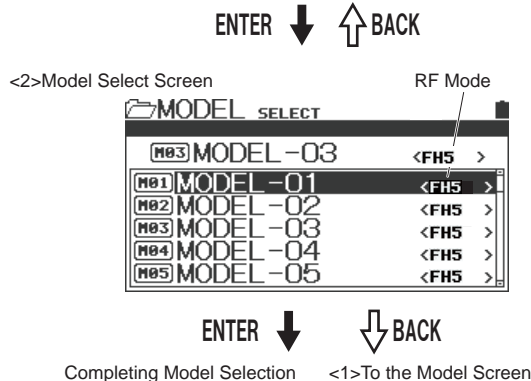 ENTER BACK
<2>Model Select Screen RF Mode
MODEL SELECT
M03 MODEL-03 <FH5 >
M01 MODEL-01 <FH5 >
M02 MODEL-02 <FH5 >
M03 MODEL-03 <FH5 >
M04 MODEL-04 <FH5 >
M05 MODEL-05 <FH5 >
ENTER BACK
Completing Model Selection <1>To the Model Screen